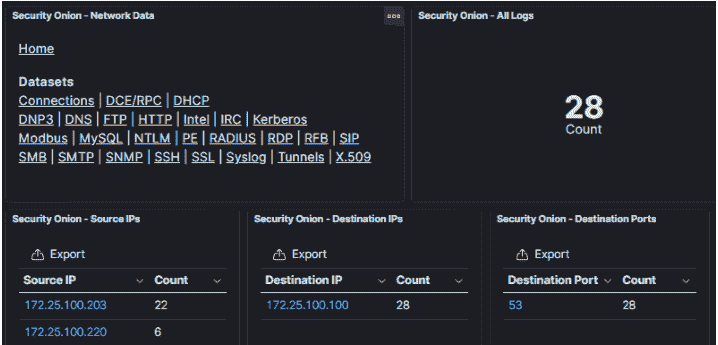 Security Onion - Network Data
Home
Datasets
Connections | DCE/RPC | DHCP
DNP3 | DNS | FTP | HTTP | Intel | IRC | Kerberos
Modbus | MySQL | NTLM | PE | RADIUS | RDP | RFB | SIP
SMB | SMTP | SNMP | SSH | SSL | Syslog | Tunnels | X.509
Security Onion - All Logs
28
Count
Security Onion - Source IPs
Export
Source IP Count
172.25.100.203 22
172.25.100.220 6
Security Onion - Destination IPs
Export
Destination IP Count
172.25.100.100 28
Security Onion - Destination Ports
Export
Destination Port Count
53 28